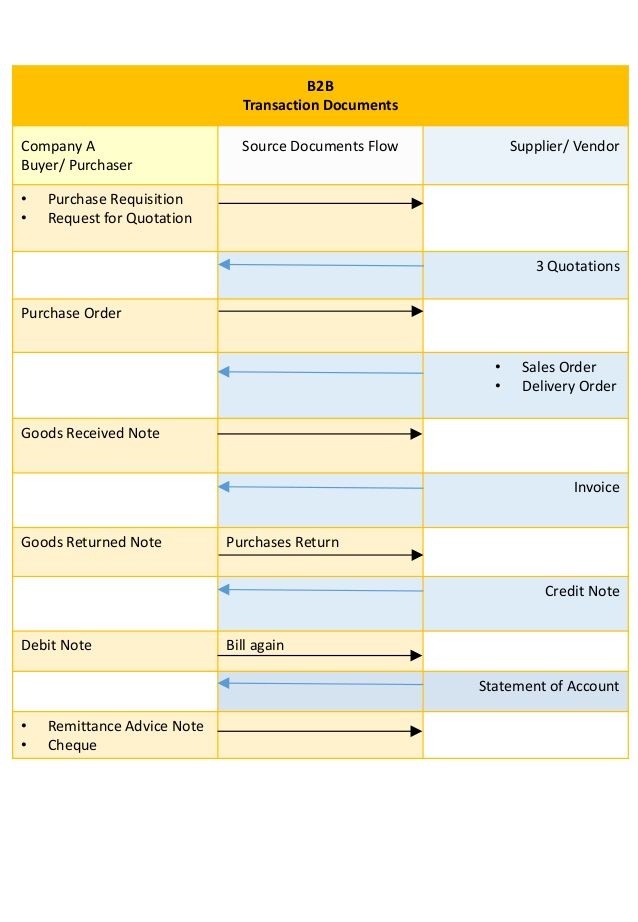 B2B
Transaction Documents
Company A
Buyer/ Purchaser
Source Documents Flow
Supplier/ Vendor
• Purchase Requisition
• Request for Quotation
3 Quotations
Purchase Order
• Sales Order
• Delivery Order
Goods Received Note
Invoice
Goods Returned Note
Purchases Return
Credit Note
Debit Note
Bill again
Statement of Account
• Remittance Advice Note
• Cheque